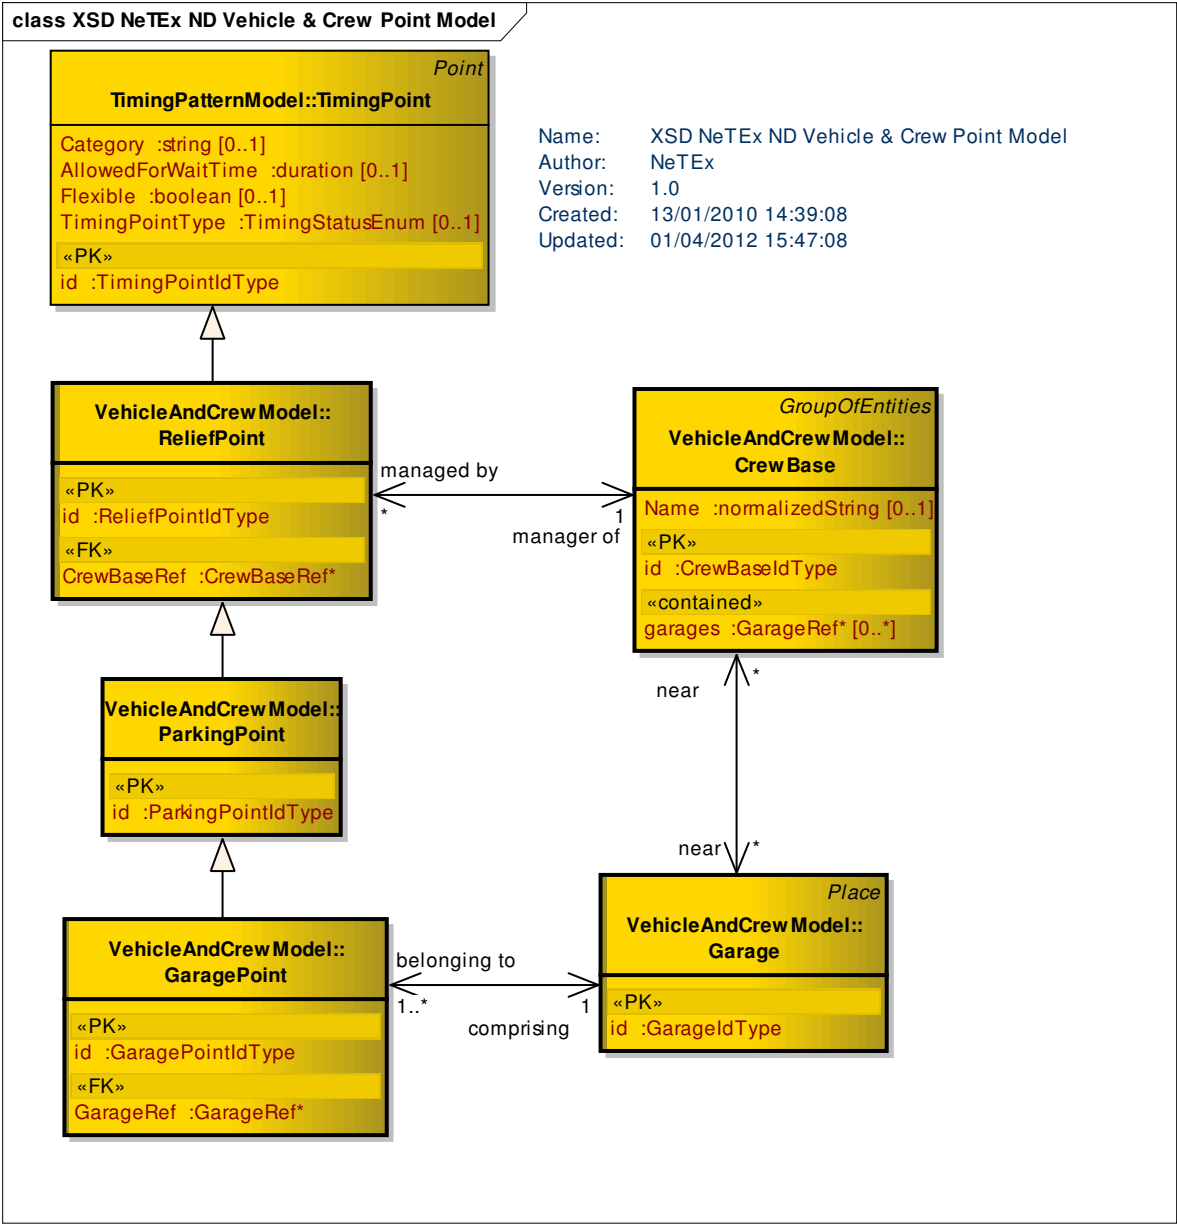 class XSD NeTEx ND Vehicle & Crew Point Model
Point
TimingPatternModel::TimingPoint
Category :string [0..1]
AllowedForWaitTime :duration [0..1]
Flexible :boolean [0..1]
TimingPointType :TimingStatusEnum [0..1]
«PK»
id :TimingPointIdType
Name: XSD NeTEx ND Vehicle & Crew Point Model
Author: NeTEx
Version: 1.0
Created: 13/01/2010 14:39:08
Updated: 01/04/2012 15:47:08
VehicleAndCrewModel::
ReliefPoint
«PK»
id :ReliefPointIdType
«FK»
CrewBaseRef :CrewBaseRef*
managed by
*
1
manager of
GroupOfEntities
VehicleAndCrewModel::
CrewBase
Name :normalizedString [0..1]
«PK»
id :CrewBaseIdType
«contained»
garages :GarageRef* [0..*]
near
*
near
*
VehicleAndCrewModel::
ParkingPoint
«PK»
id :ParkingPointIdType
VehicleAndCrewModel::
GaragePoint
«PK»
id :GaragePointIdType
«FK»
GarageRef :GarageRef*
belonging to
1..*
1
comprising
Place
VehicleAndCrewModel::
Garage
«PK»
id :GarageIdType